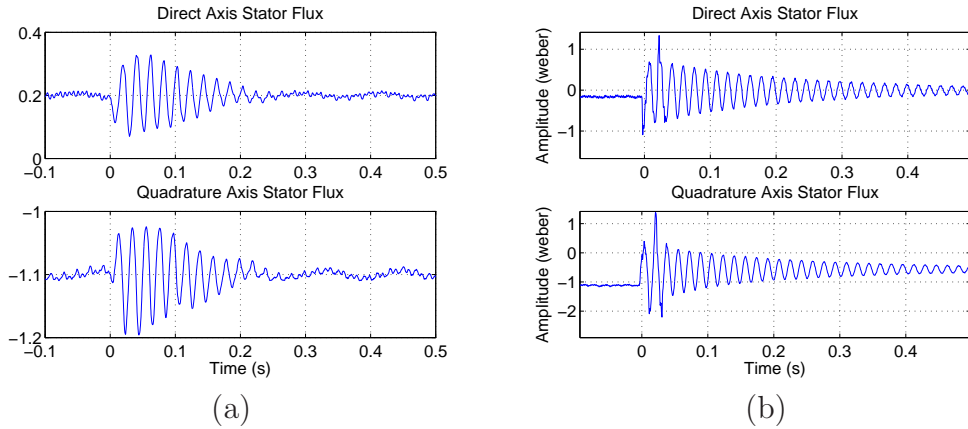 Direct Axis Stator Flux
0.4
0.2
0
−0.1 0 0.1 0.2 0.3 0.4 0.5
Quadrature Axis Stator Flux
−1
−1.1
−1.2
−0.1 0 0.1 0.2 0.3 0.4 0.5
Time (s)
(a)
Direct Axis Stator Flux
Amplitude (weber)
1
0
−1
0 0.1 0.2 0.3 0.4
Quadrature Axis Stator Flux
Amplitude (weber)
1
0
−1
−2
0 0.1 0.2 0.3 0.4
Time (s)
(b)